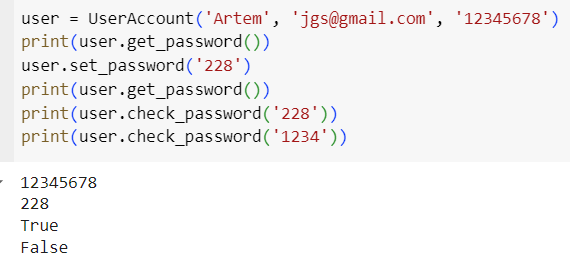 user = UserAccount('Artem', 'jgs@gmail.com', '12345678')
print(user.get_password())
user.set_password('228')
print(user.get_password())
print(user.check_password('228'))
print(user.check_password('1234'))
12345678
228
True
False